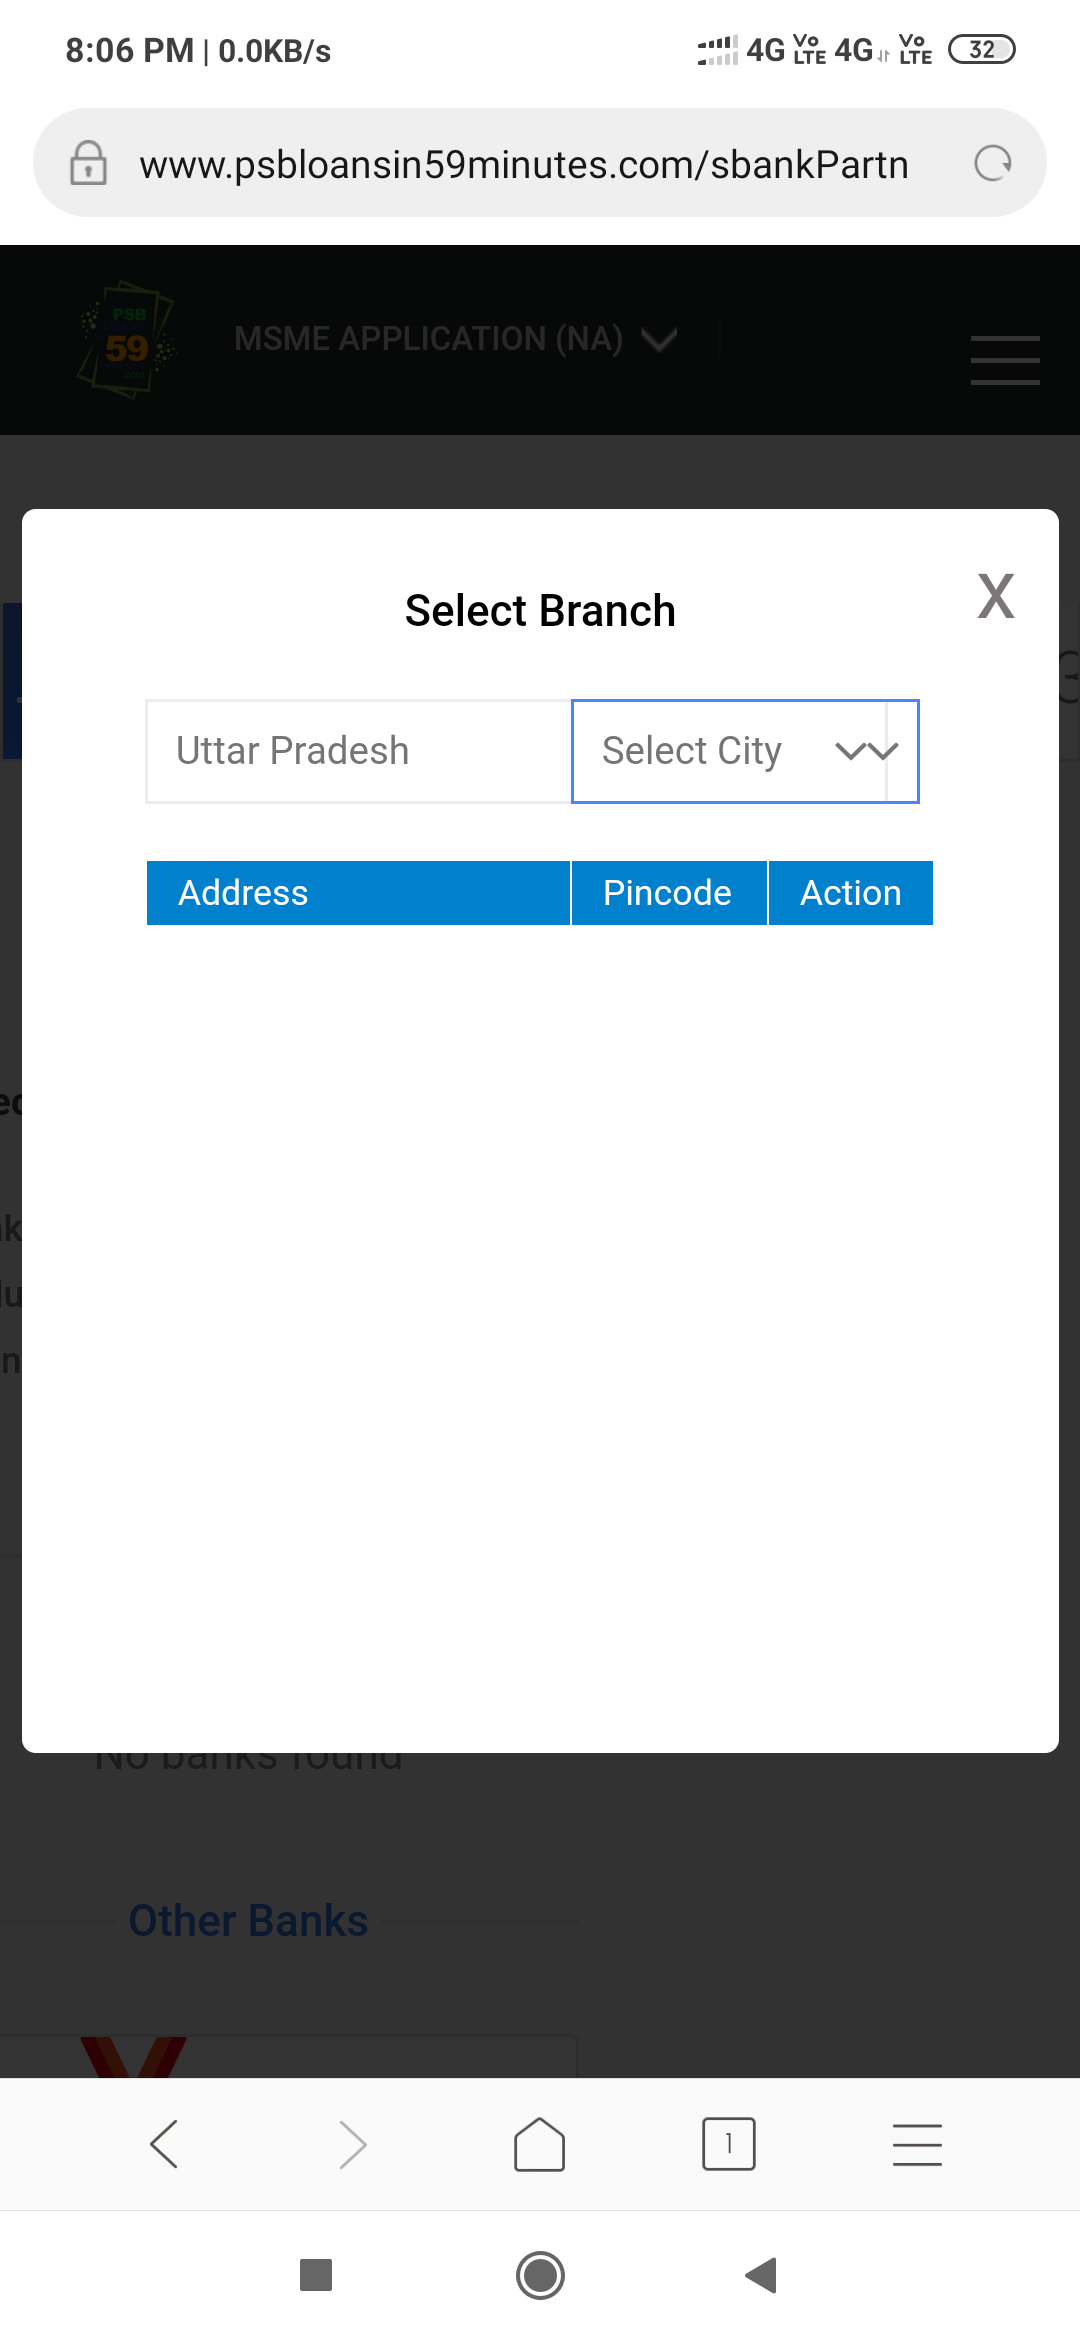 8:06 PM | 0.0KB/s 4G Vo LTE 4G Vo LTE 32
www.psbloansin59minutes.com/sbankPartn
PSB
59
.com
MSME APPLICATION (NA)
Select Branch
X
Uttar Pradesh
Select City
Address
Pincode
Action
No banks found
Other Banks
1